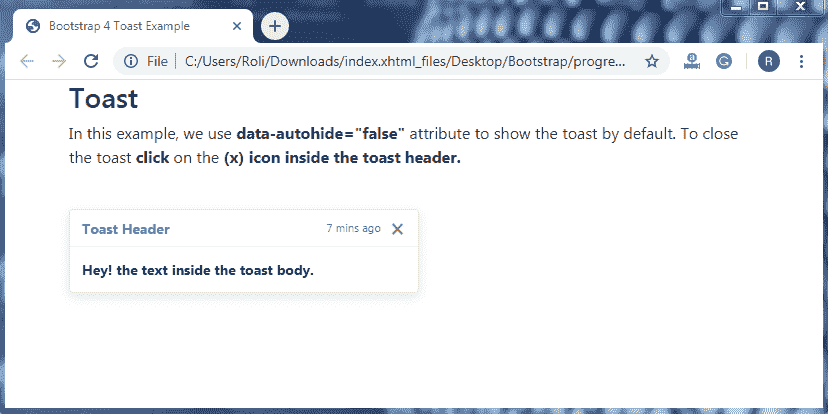 Bootstrap 4 Toast Example
File
C:/Users/Roli/Downloads/index.xhtml_files/Desktop/Bootstrap/progre...
R
Toast
In this example, we use data-autohide="false" attribute to show the toast by default. To close
the toast click on the (x) icon inside the toast header.
Toast Header
7 mins ago
Hey! the text inside the toast body.